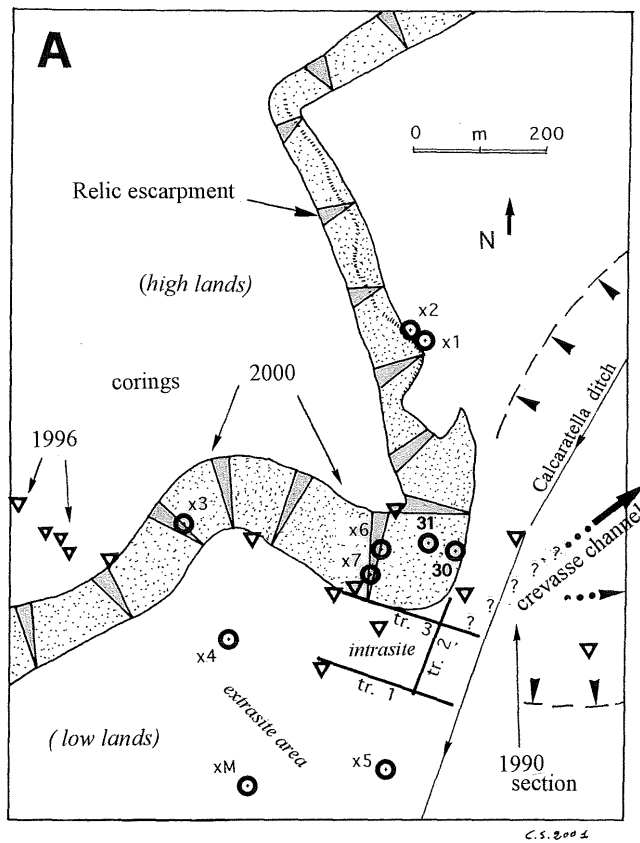 A
0 m 200
Relic escarpment
N
(high lands)
x2
x1
corings
2000
1996
Calcaratella ditch
x3
x6
31
x7
30
crevasse channel
? ? ? ? ?
tr. 3
intrasite
tr. 2
x4
tr. 1
extrasite area
(low lands)
xM
x5
1990
section
C.S. 2001